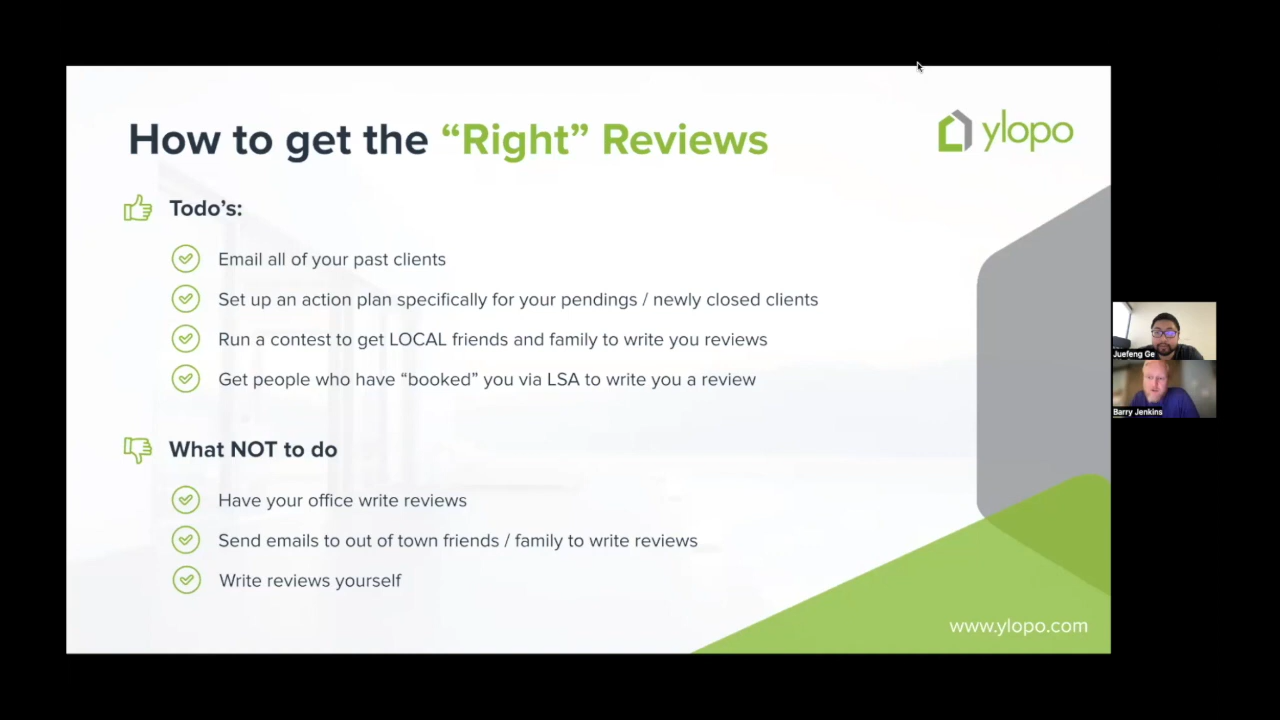 How to get the “Right” Reviews
ylopo
Todo’s:
Email all of your past clients
Set up an action plan specifically for your pendings / newly closed clients
Run a contest to get LOCAL friends and family to write you reviews
Get people who have “booked” you via LSA to write you a review
Juefeng Ge
Barry Jenkins
What NOT to do
Have your office write reviews
Send emails to out of town friends / family to write reviews
Write reviews yourself
www.ylopo.com